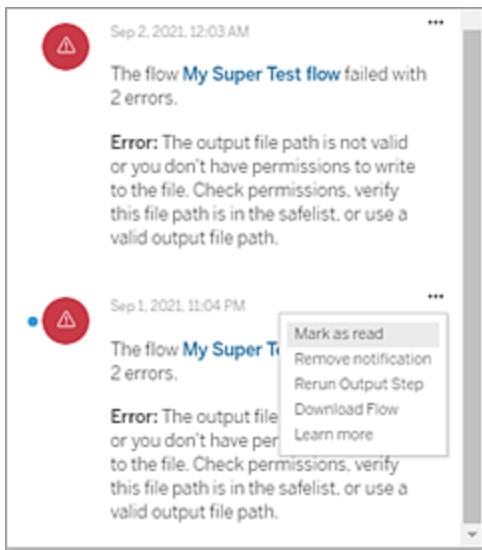 Sep 2, 2021, 12:03 AM
The flow My Super Test flow failed with
2 errors.
Error: The output file path is not valid
or you don't have permissions to write
to the file. Check permissions, verify
this file path is in the safelist, or use a
valid output file path.
Sep 1, 2021, 11:04 PM
The flow My Super
2 errors.
Error: The output file
or you don't have
to the file. Check permissions, verify
this file path is in the safelist, or use a
valid output file path.
Mark as read
Remove notification
Rerun Output Step
Download Flow
Learn more